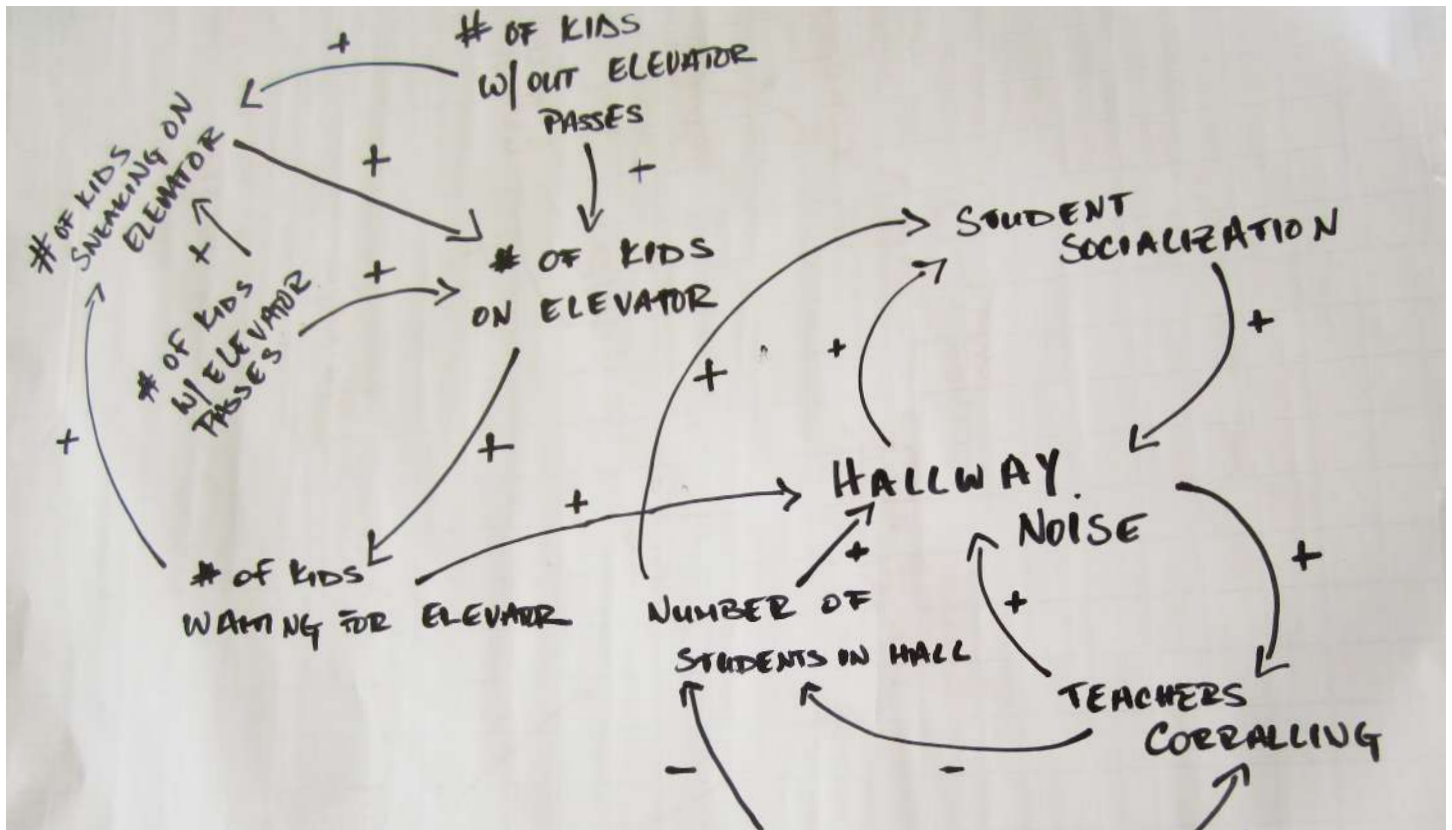 # OF KIDS
W/OUT ELEVATOR
PASSES
+
+
# OF KIDS
SNEAKING ON
ELEVATOR
+
+
# OF KIDS
W/ ELEVATOR
PASSES
+
# OF KIDS
ON ELEVATOR
+
+
# OF KIDS
WAITING FOR ELEVATOR
+
STUDENT
SOCIALIZATION
+
+
+
HALLWAY
NOISE
+
+
+
NUMBER OF
STUDENTS IN HALL
TEACHERS
CORRALLING
-
-